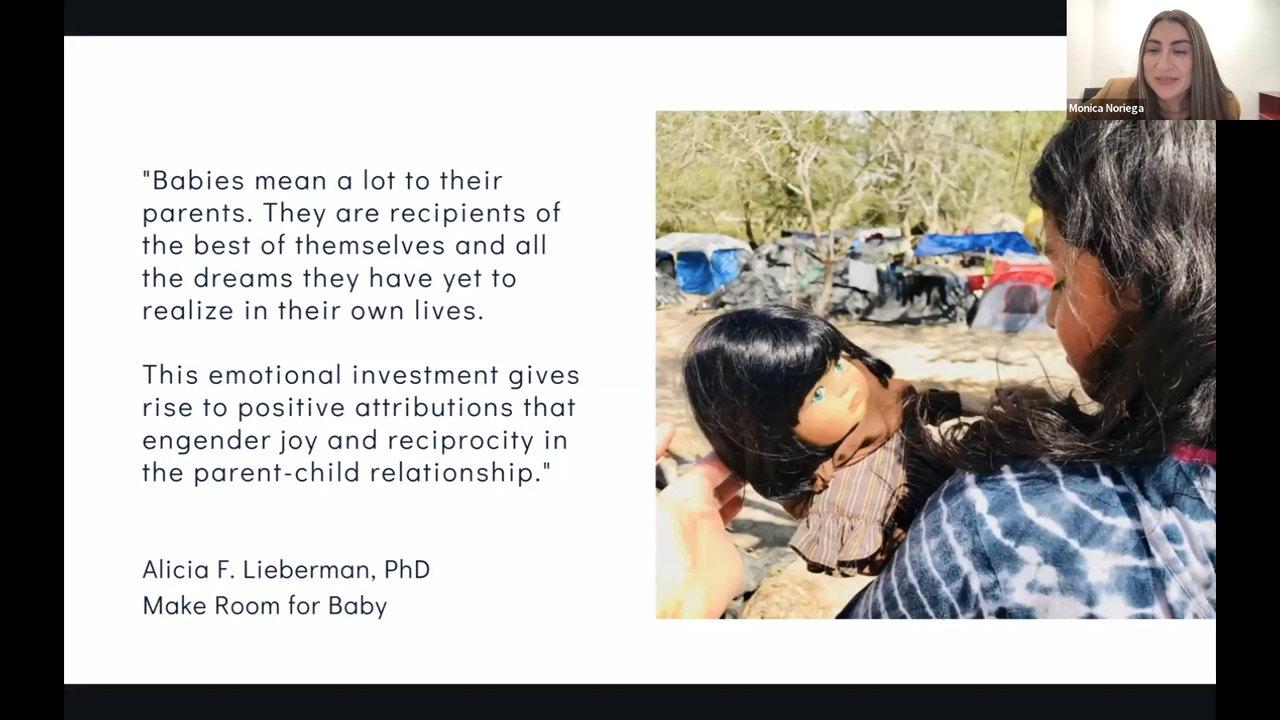 Monica Noriega
"Babies mean a lot to their
parents. They are recipients of
the best of themselves and all
the dreams they have yet to
realize in their own lives.
This emotional investment gives
rise to positive attributions that
engender joy and reciprocity in
the parent-child relationship."
Alicia F. Lieberman, PhD
Make Room for Baby